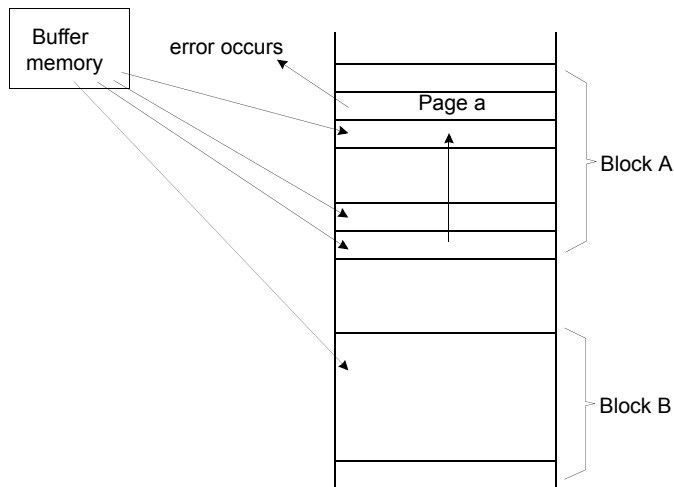 Buffer
memory
error occurs
Page a
Block A
Block B